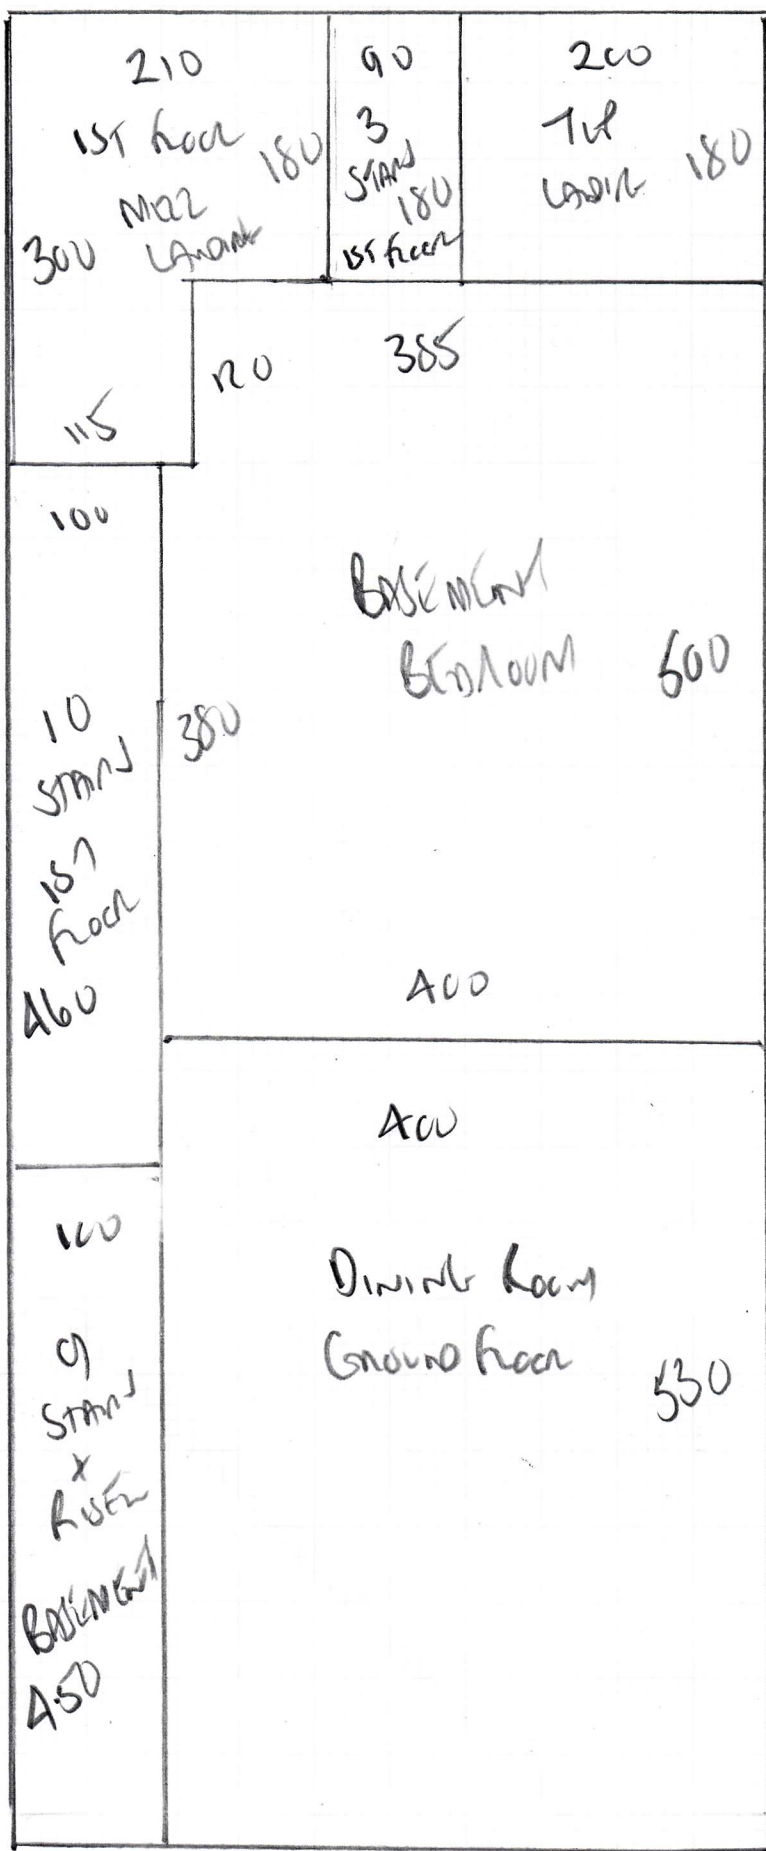 210
1ST FLOOR
180
MEZZ
LANDING
300
115
90
3
STAIRS
180
1ST FLOOR
200
TOP
LANDING
180
120
385
BASEMENT
BEDROOM
500
380
400
100
10
STAIRS
1ST
FLOOR
460
400
DINING ROOM
GROUND FLOOR
530
100
9
STAIRS
X
RISER
BASEMENT
450